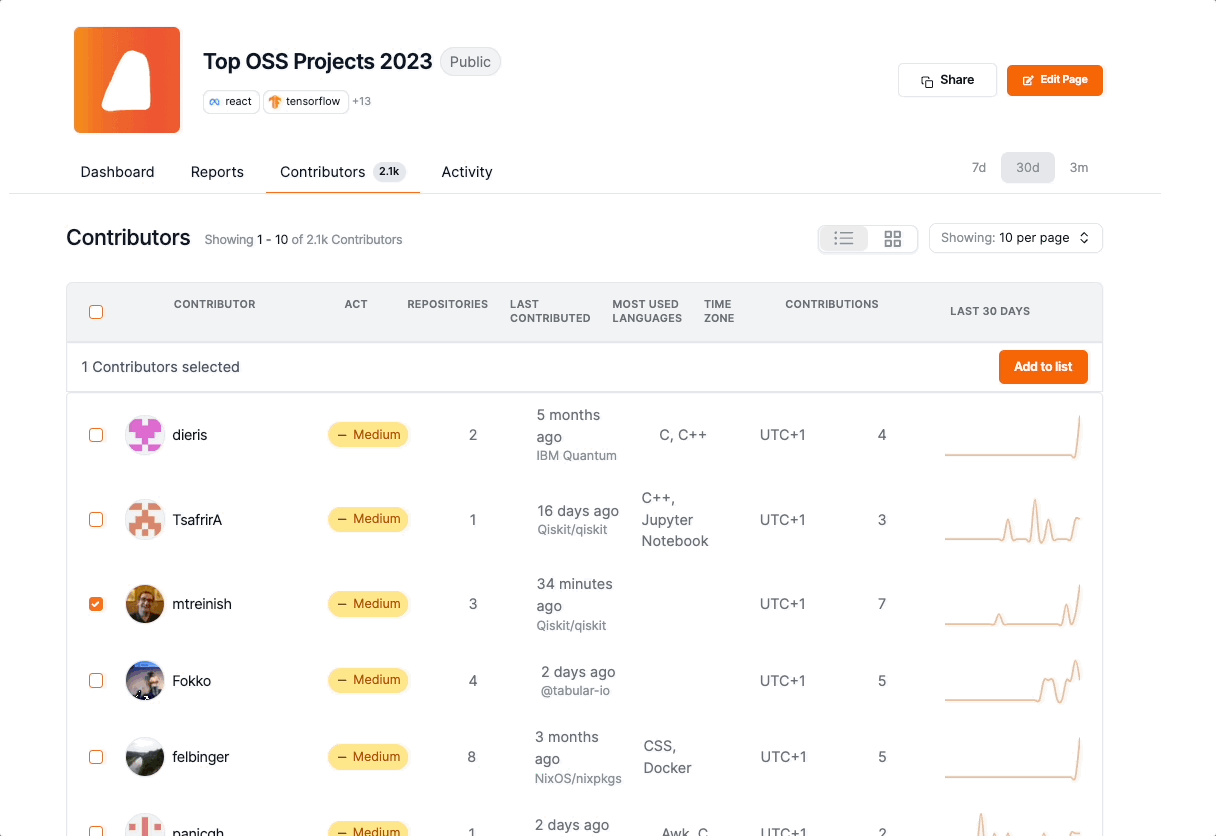 Top OSS Projects 2023 Public
react tensorflow +13
Share
Edit Page
Dashboard Reports Contributors 2.1k Activity
7d 30d 3m
Contributors Showing 1 - 10 of 2.1k Contributors
Showing: 10 per page
CONTRIBUTOR ACT REPOSITORIES LAST CONTRIBUTED MOST USED LANGUAGES TIME ZONE CONTRIBUTIONS LAST 30 DAYS
1 Contributors selected Add to list
dieris Medium 2 5 months ago IBM Quantum C, C++ UTC+1 4
TsafrirA Medium 1 16 days ago Qiskit/qiskit C++, Jupyter Notebook UTC+1 3
mtreinish Medium 3 34 minutes ago Qiskit/qiskit UTC+1 7
Fokko Medium 4 2 days ago @tabular-io UTC+1 5
felbinger Medium 8 3 months ago NixOS/nixpkgs CSS, Docker UTC+1 5
panicgh Medium 1 2 days ago Awk, C UTC+1 2